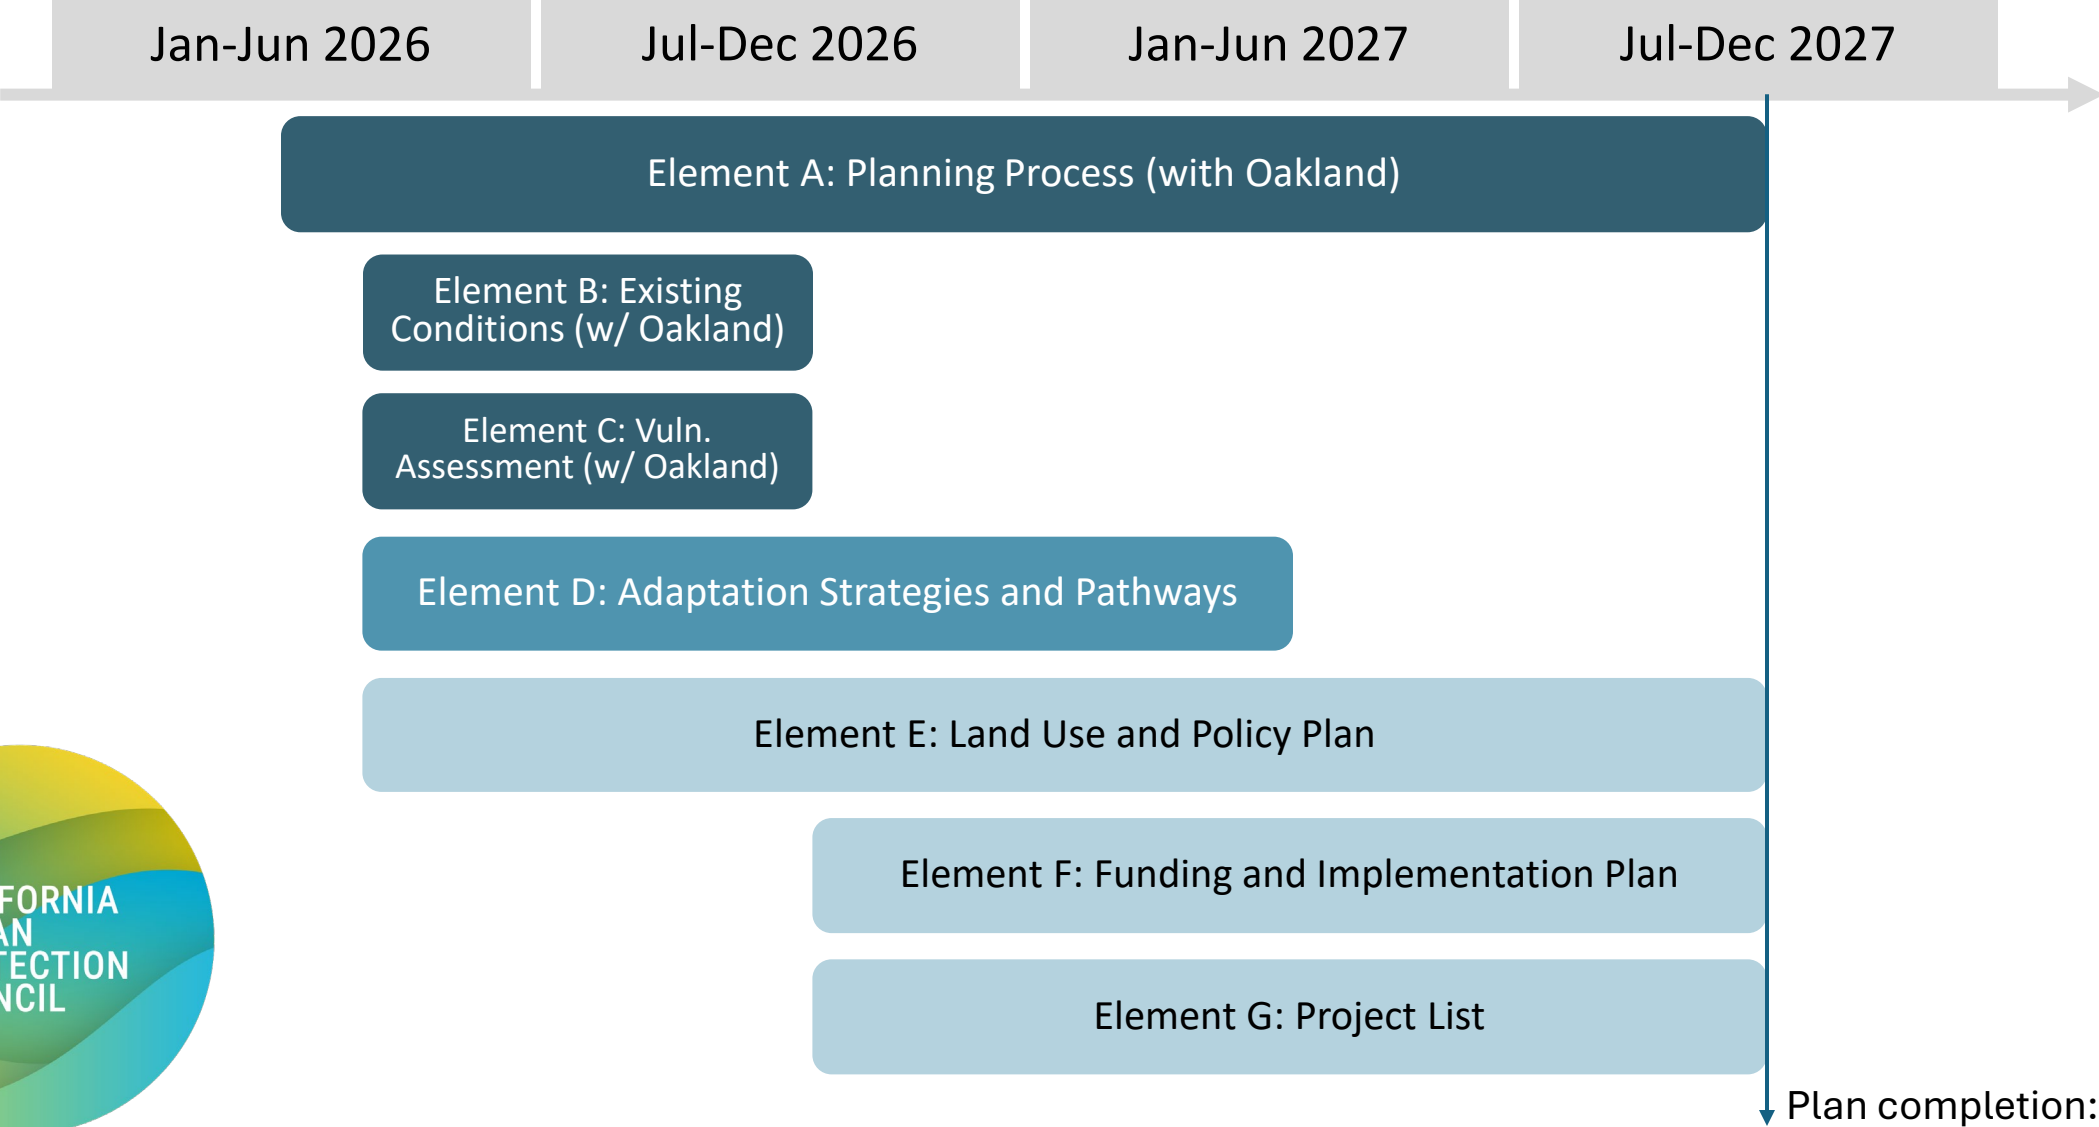 Jan-Jun 2026
Jul-Dec 2026
Jan-Jun 2027
Jul-Dec 2027
Element A: Planning Process (with Oakland)
Element B: Existing
Conditions (w/ Oakland)
Element C: Vuln.
Assessment (w/ Oakland)
Element D: Adaptation Strategies and Pathways
Element E: Land Use and Policy Plan
Element F: Funding and Implementation Plan
Element G: Project List
FORNIA
AN
TECTION
NCIL
Plan completion: